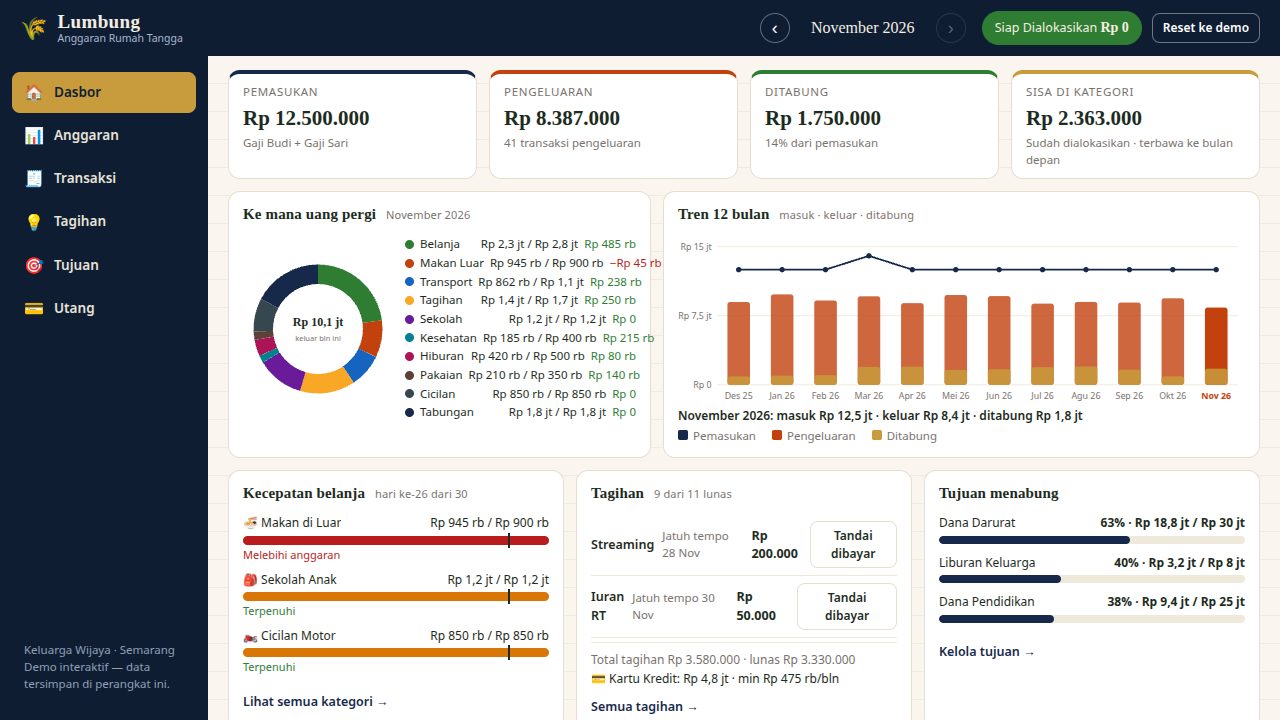 Lumbung
Anggaran Rumah Tangga
‹
November 2026
›
Siap Dialokasikan Rp 0
Reset ke demo
Dasbor
Anggaran
Transaksi
Tagihan
Tujuan
Utang
Keluarga Wijaya · Semarang
Demo interaktif — data
tersimpan di perangkat ini.
PEMASUKAN
Rp 12.500.000
Gaji Budi + Gaji Sari
PENGELUARAN
Rp 8.387.000
41 transaksi pengeluaran
DITABUNG
Rp 1.750.000
14% dari pemasukan
SISA DI KATEGORI
Rp 2.363.000
Sudah dialokasikan · terbawa ke bulan
depan
Ke mana uang pergi November 2026
Rp 10,1 jt
keluar bln ini
Belanja Rp 2,3 jt / Rp 2,8 jt Rp 485 rb
Makan Luar Rp 945 rb / Rp 900 rb −Rp 45 rb
Transport Rp 862 rb / Rp 1,1 jt Rp 238 rb
Tagihan Rp 1,4 jt / Rp 1,7 jt Rp 250 rb
Sekolah Rp 1,2 jt / Rp 1,2 jt Rp 0
Kesehatan Rp 185 rb / Rp 400 rb Rp 215 rb
Hiburan Rp 420 rb / Rp 500 rb Rp 80 rb
Pakaian Rp 210 rb / Rp 350 rb Rp 140 rb
Cicilan Rp 850 rb / Rp 850 rb Rp 0
Tabungan Rp 1,8 jt / Rp 1,8 jt Rp 0
Tren 12 bulan masuk · keluar · ditabung
Rp 15 jt
Rp 7,5 jt
Rp 0
Des 25 Jan 26 Feb 26 Mar 26 Apr 26 Mei 26 Jun 26 Jul 26 Agu 26 Sep 26 Okt 26 Nov 26
November 2026: masuk Rp 12,5 jt · keluar Rp 8,4 jt · ditabung Rp 1,8 jt
Pemasukan Pengeluaran Ditabung
Kecepatan belanja hari ke-26 dari 30
Makan di Luar Rp 945 rb / Rp 900 rb
Melebihi anggaran
Sekolah Anak Rp 1,2 jt / Rp 1,2 jt
Terpenuhi
Cicilan Motor Rp 850 rb / Rp 850 rb
Terpenuhi
Lihat semua kategori →
Tagihan 9 dari 11 lunas
Streaming
Jatuh tempo
28 Nov
Rp
200.000
Tandai
dibayar
Iuran
RT
Jatuh tempo 30
Nov
Rp
50.000
Tandai
dibayar
Total tagihan Rp 3.580.000 · lunas Rp 3.330.000
Kartu Kredit: Rp 4,8 jt · min Rp 475 rb/bln
Semua tagihan →
Tujuan menabung
Dana Darurat 63% · Rp 18,8 jt / Rp 30 jt
Liburan Keluarga 40% · Rp 3,2 jt / Rp 8 jt
Dana Pendidikan 38% · Rp 9,4 jt / Rp 25 jt
Kelola tujuan →